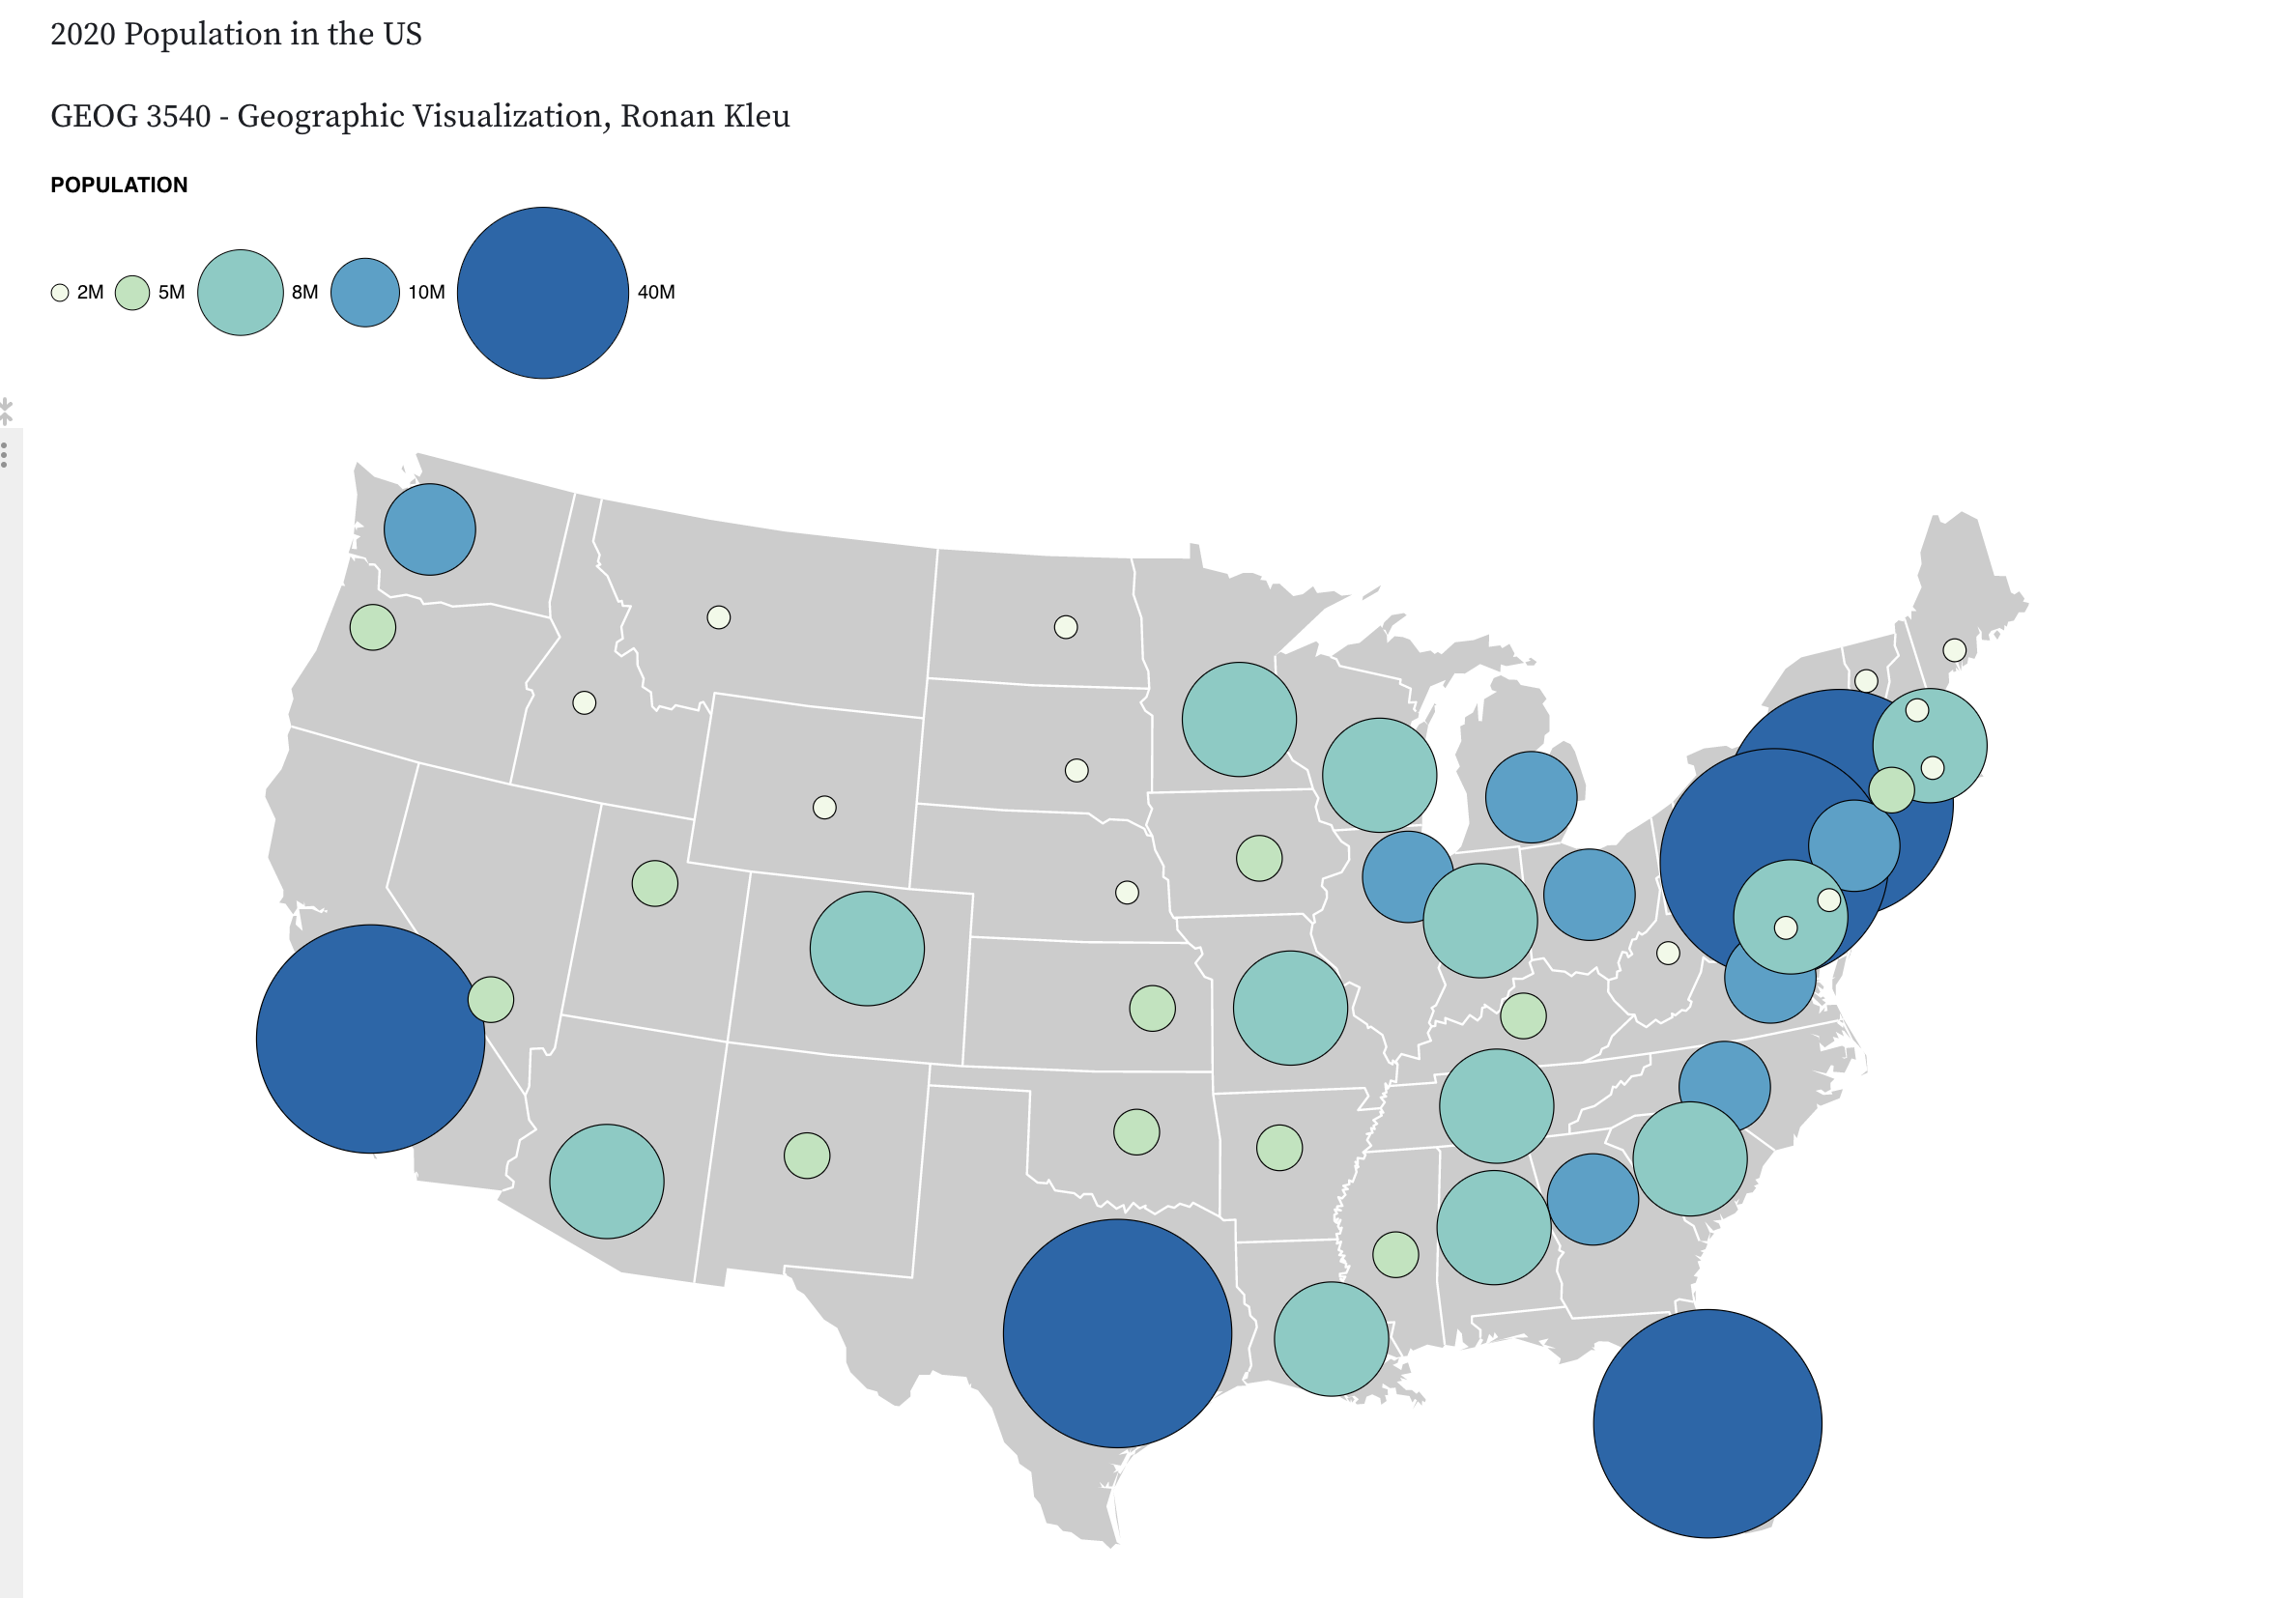 2020 Population in the US
GEOG 3540 - Geographic Visualization, Ronan Kleu
POPULATION
2M 5M 8M 10M 40M